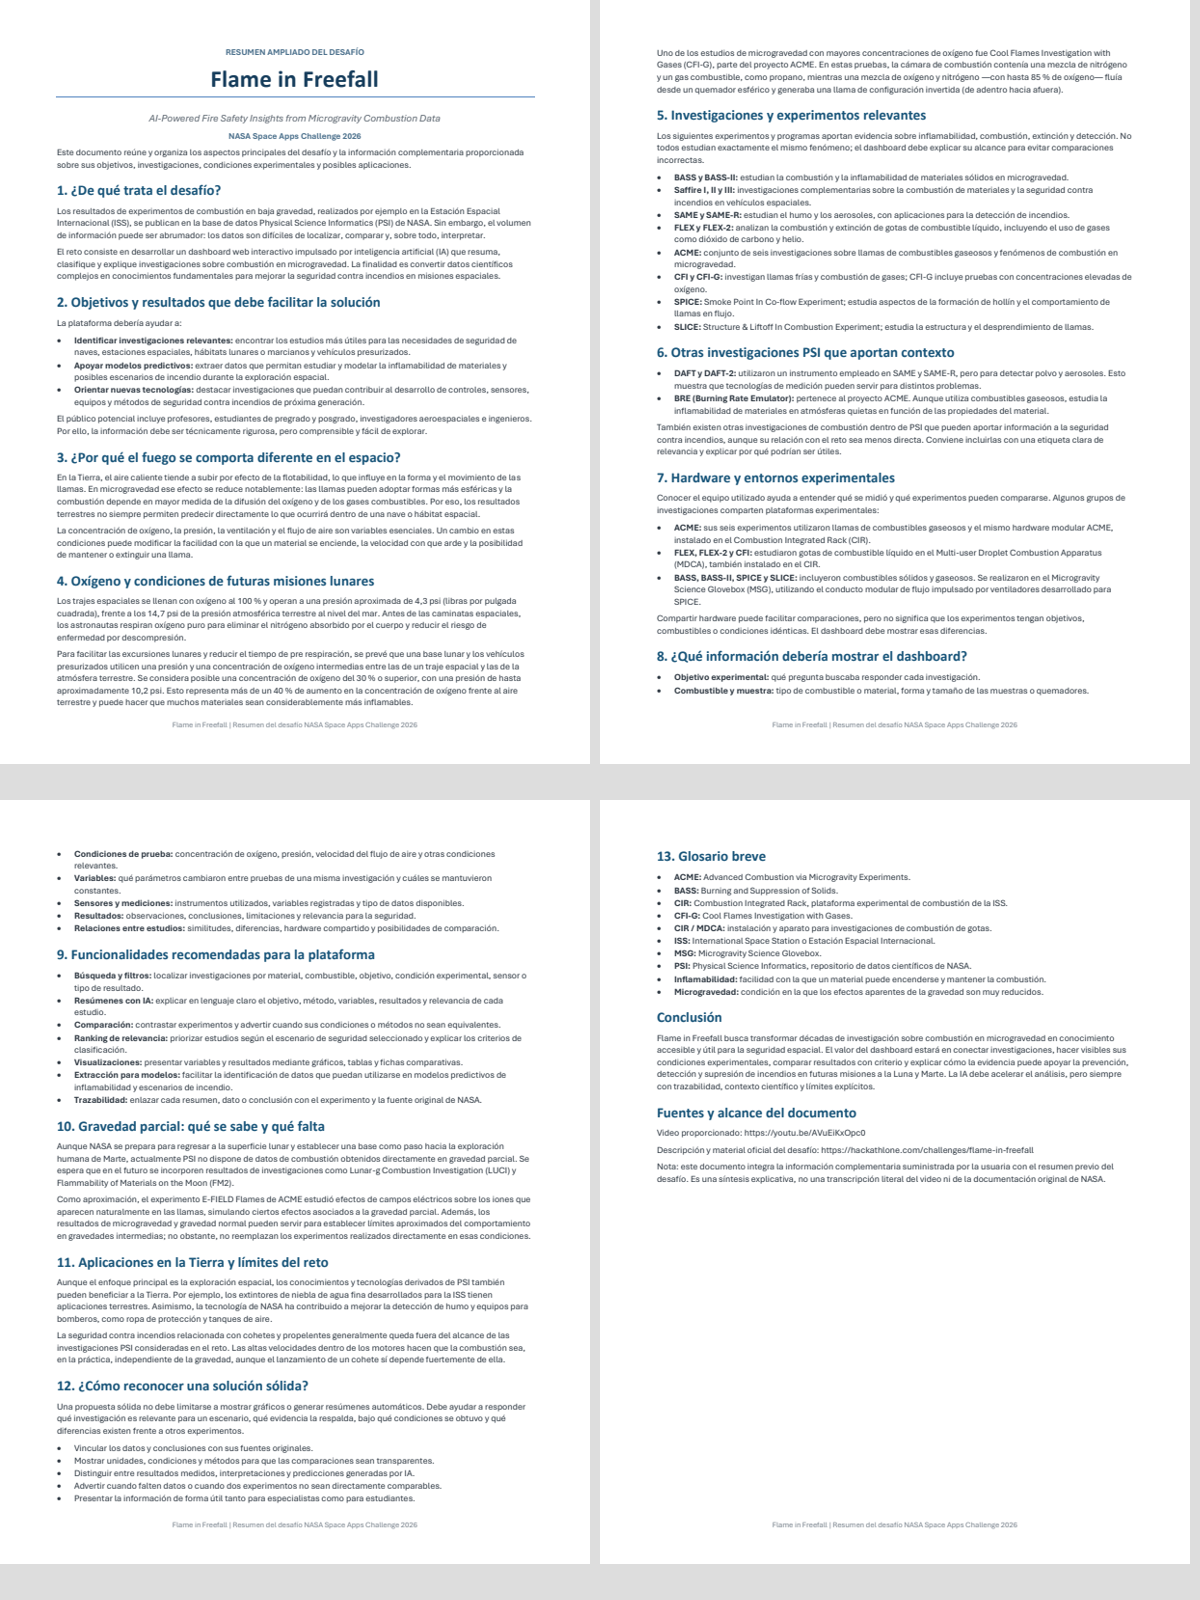 RESUMEN AMPLIADO DEL DESAFÍO
Flame in Freefall
AI-Powered Fire Safety Insights from Microgravity Combustion Data
NASA Space Apps Challenge 2026
Este documento reúne y organiza los aspectos principales del desafío y la información complementaria proporcionada
sobre sus objetivos, investigaciones, condiciones experimentales y posibles aplicaciones.
1. ¿De qué trata el desafío?
Los resultados de experimentos de combustión en baja gravedad, realizados por ejemplo en la Estación Espacial
Internacional (ISS), se publican en la base de datos Physical Science Informatics (PSI) de NASA. Sin embargo, el volumen
de información puede ser abrumador: los datos son difíciles de localizar, comparar y, sobre todo, interpretar.
El reto consiste en desarrollar un dashboard web interactivo impulsado por inteligencia artificial (IA) que resuma,
clasifique y explique investigaciones sobre combustión en microgravedad. La finalidad es convertir datos científicos
complejos en conocimientos fundamentales para mejorar la seguridad contra incendios en misiones espaciales.
2. Objetivos y resultados que debe facilitar la solución
La plataforma debería ayudar a:
• Identificar investigaciones relevantes: encontrar los estudios más útiles para las necesidades de seguridad de
naves, estaciones espaciales, hábitats lunares o marcianos y vehículos presurizados.
• Apoyar modelos predictivos: extraer datos que permitan estudiar y modelar la inflamabilidad de materiales y
posibles escenarios de incendio durante la exploración espacial.
• Orientar nuevas tecnologías: destacar investigaciones que puedan contribuir al desarrollo de controles, sensores,
equipos y métodos de seguridad contra incendios de próxima generación.
El público potencial incluye profesores, estudiantes de pregrado y posgrado, investigadores aeroespaciales e ingenieros.
Por ello, la información debe ser técnicamente rigurosa, pero comprensible y fácil de explorar.
3. ¿Por qué el fuego se comporta diferente en el espacio?
En la Tierra, el aire caliente tiende a subir por efecto de la flotabilidad, lo que influye en la forma y el movimiento de las
llamas. En microgravedad ese efecto se reduce notablemente: las llamas pueden adoptar formas más esféricas y la
combustión depende en mayor medida de la difusión del oxígeno y de los gases combustibles. Por eso, los resultados
terrestres no siempre permiten predecir directamente lo que ocurrirá dentro de una nave o hábitat espacial.
La concentración de oxígeno, la presión, la ventilación y el flujo de aire son variables esenciales. Un cambio en estas
condiciones puede modificar la facilidad con la que un material se enciende, la velocidad con que arde y la posibilidad
de mantener o extinguir una llama.
4. Oxígeno y condiciones de futuras misiones lunares
Los trajes espaciales se llenan con oxígeno al 100 % y operan a una presión aproximada de 4,3 psi (libras por pulgada
cuadrada), frente a los 14,7 psi de la presión atmosférica terrestre al nivel del mar. Antes de las caminatas espaciales,
los astronautas respiran oxígeno puro para eliminar el nitrógeno absorbido por el cuerpo y reducir el riesgo de
enfermedad por descompresión.
Para facilitar las excursiones lunares y reducir el tiempo de pre respiración, se prevé que una base lunar y los vehículos
presurizados utilicen una presión y una concentración de oxígeno intermedias entre las de un traje espacial y las de la
atmósfera terrestre. Se considera posible una concentración de oxígeno del 30 % o superior, con una presión de hasta
aproximadamente 10,2 psi. Esto representa más de un 40 % de aumento en la concentración de oxígeno frente al aire
terrestre y puede hacer que muchos materiales sean considerablemente más inflamables.
Flame in Freefall | Resumen del desafío NASA Space Apps Challenge 2026
Uno de los estudios de microgravedad con mayores concentraciones de oxígeno fue Cool Flames Investigation with
Gases (CFI-G), parte del proyecto ACME. En estas pruebas, la cámara de combustión contenía una mezcla de nitrógeno
y un gas combustible, como propano, mientras una mezcla de oxígeno y nitrógeno —con hasta 85 % de oxígeno— fluía
desde un quemador esférico y generaba una llama de configuración invertida (de adentro hacia afuera).
5. Investigaciones y experimentos relevantes
Los siguientes experimentos y programas aportan evidencia sobre inflamabilidad, combustión, extinción y detección. No
todos estudian exactamente el mismo fenómeno; el dashboard debe explicar su alcance para evitar comparaciones
incorrectas.
• BASS y BASS-II: estudian la combustión y la inflamabilidad de materiales sólidos en microgravedad.
• Saffire I, II y III: investigaciones complementarias sobre la combustión de materiales y la seguridad contra
incendios en vehículos espaciales.
• SAME y SAME-R: estudian el humo y los aerosoles, con aplicaciones para la detección de incendios.
• FLEX y FLEX-2: analizan la combustión y extinción de gotas de combustible líquido, incluyendo el uso de gases
como dióxido de carbono y helio.
• ACME: conjunto de seis investigaciones sobre llamas de combustibles gaseosos y fenómenos de combustión en
microgravedad.
• CFI y CFI-G: investigan llamas frías y combustión de gases; CFI-G incluye pruebas con concentraciones elevadas de
oxígeno.
• SPICE: Smoke Point In Co-flow Experiment; estudia aspectos de la formación de hollín y el comportamiento de
llamas en flujo.
• SLICE: Structure & Liftoff In Combustion Experiment; estudia la estructura y el desprendimiento de llamas.
6. Otras investigaciones PSI que aportan contexto
• DAFT y DAFT-2: utilizaron un instrumento empleado en SAME y SAME-R, pero para detectar polvo y aerosoles. Esto
muestra que tecnologías de medición pueden servir para distintos problemas.
• BRE (Burning Rate Emulator): pertenece al proyecto ACME. Aunque utiliza combustibles gaseosos, estudia la
inflamabilidad de materiales en atmósferas quietas en función de las propiedades del material.
También existen otras investigaciones de combustión dentro de PSI que pueden aportar información a la seguridad
contra incendios, aunque su relación con el reto sea menos directa. Conviene incluirlas con una etiqueta clara de
relevancia y explicar por qué podrían ser útiles.
7. Hardware y entornos experimentales
Conocer el equipo utilizado ayuda a entender qué se midió y qué experimentos pueden compararse. Algunos grupos de
investigaciones comparten plataformas experimentales:
• ACME: sus seis experimentos utilizaron llamas de combustibles gaseosos y el mismo hardware modular ACME,
instalado en el Combustion Integrated Rack (CIR).
• FLEX, FLEX-2 y CFI: estudiaron gotas de combustible líquido en el Multi-user Droplet Combustion Apparatus
(MDCA), también instalado en el CIR.
• BASS, BASS-II, SPICE y SLICE: incluyeron combustibles sólidos y gaseosos. Se realizaron en el Microgravity
Science Glovebox (MSG), utilizando el conducto modular de flujo impulsado por ventiladores desarrollado para
SPICE.
Compartir hardware puede facilitar comparaciones, pero no significa que los experimentos tengan objetivos,
combustibles o condiciones idénticas. El dashboard debe mostrar esas diferencias.
8. ¿Qué información debería mostrar el dashboard?
• Objetivo experimental: qué pregunta buscaba responder cada investigación.
• Combustible y muestra: tipo de combustible o material, forma y tamaño de las muestras o quemadores.
Flame in Freefall | Resumen del desafío NASA Space Apps Challenge 2026
• Condiciones de prueba: concentración de oxígeno, presión, velocidad del flujo de aire y otras condiciones
relevantes.
• Variables: qué parámetros cambiaron entre pruebas de una misma investigación y cuáles se mantuvieron
constantes.
• Sensores y mediciones: instrumentos utilizados, variables registradas y tipo de datos disponibles.
• Resultados: observaciones, conclusiones, limitaciones y relevancia para la seguridad.
• Relaciones entre estudios: similitudes, diferencias, hardware compartido y posibilidades de comparación.
9. Funcionalidades recomendadas para la plataforma
• Búsqueda y filtros: localizar investigaciones por material, combustible, objetivo, condición experimental, sensor o
tipo de resultado.
• Resúmenes con IA: explicar en lenguaje claro el objetivo, método, variables, resultados y relevancia de cada
estudio.
• Comparación: contrastar experimentos y advertir cuando sus condiciones o métodos no sean equivalentes.
• Ranking de relevancia: priorizar estudios según el escenario de seguridad seleccionado y explicar los criterios de
clasificación.
• Visualizaciones: presentar variables y resultados mediante gráficos, tablas y fichas comparativas.
• Extracción para modelos: facilitar la identificación de datos que puedan utilizarse en modelos predictivos de
inflamabilidad y escenarios de incendio.
• Trazabilidad: enlazar cada resumen, dato o conclusión con el experimento y la fuente original de NASA.
10. Gravedad parcial: qué se sabe y qué falta
Aunque NASA se prepara para regresar a la superficie lunar y establecer una base como paso hacia la exploración
humana de Marte, actualmente PSI no dispone de datos de combustión obtenidos directamente en gravedad parcial. Se
espera que en el futuro se incorporen resultados de investigaciones como Lunar-g Combustion Investigation (LUCI) y
Flammability of Materials on the Moon (FM2).
Como aproximación, el experimento E-FIELD Flames de ACME estudió efectos de campos eléctricos sobre los iones que
aparecen naturalmente en las llamas, simulando ciertos efectos asociados a la gravedad parcial. Además, los
resultados de microgravedad y gravedad normal pueden servir para establecer límites aproximados del comportamiento
en gravedades intermedias; no obstante, no reemplazan los experimentos realizados directamente en esas condiciones.
11. Aplicaciones en la Tierra y límites del reto
Aunque el enfoque principal es la exploración espacial, los conocimientos y tecnologías derivados de PSI también
pueden beneficiar a la Tierra. Por ejemplo, los extintores de niebla de agua fina desarrollados para la ISS tienen
aplicaciones terrestres. Asimismo, la tecnología de NASA ha contribuido a mejorar la detección de humo y equipos para
bomberos, como ropa de protección y tanques de aire.
La seguridad contra incendios relacionada con cohetes y propelentes generalmente queda fuera del alcance de las
investigaciones PSI consideradas en el reto. Las altas velocidades dentro de los motores hacen que la combustión sea,
en la práctica, independiente de la gravedad, aunque el lanzamiento de un cohete sí depende fuertemente de ella.
12. ¿Cómo reconocer una solución sólida?
Una propuesta sólida no debe limitarse a mostrar gráficos o generar resúmenes automáticos. Debe ayudar a responder
qué investigación es relevante para un escenario, qué evidencia la respalda, bajo qué condiciones se obtuvo y qué
diferencias existen frente a otros experimentos.
• Vincular los datos y conclusiones con sus fuentes originales.
• Mostrar unidades, condiciones y métodos para que las comparaciones sean transparentes.
• Distinguir entre resultados medidos, interpretaciones y predicciones generadas por IA.
• Advertir cuando falten datos o cuando dos experimentos no sean directamente comparables.
• Presentar la información de forma útil tanto para especialistas como para estudiantes.
Flame in Freefall | Resumen del desafío NASA Space Apps Challenge 2026
13. Glosario breve
• ACME: Advanced Combustion via Microgravity Experiments.
• BASS: Burning and Suppression of Solids.
• CIR: Combustion Integrated Rack, plataforma experimental de combustión de la ISS.
• CFI-G: Cool Flames Investigation with Gases.
• CIR / MDCA: instalación y aparato para investigaciones de combustión de gotas.
• ISS: International Space Station o Estación Espacial Internacional.
• MSG: Microgravity Science Glovebox.
• PSI: Physical Science Informatics, repositorio de datos científicos de NASA.
• Inflamabilidad: facilidad con la que un material puede encenderse y mantener la combustión.
• Microgravedad: condición en la que los efectos aparentes de la gravedad son muy reducidos.
Conclusión
Flame in Freefall busca transformar décadas de investigación sobre combustión en microgravedad en conocimiento
accesible y útil para la seguridad espacial. El valor del dashboard estará en conectar investigaciones, hacer visibles sus
condiciones experimentales, comparar resultados con criterio y explicar cómo la evidencia puede apoyar la prevención,
detección y supresión de incendios en futuras misiones a la Luna y Marte. La IA debe acelerar el análisis, pero siempre
con trazabilidad, contexto científico y límites explícitos.
Fuentes y alcance del documento
Video proporcionado: https://youtu.be/AVuEiKxOpc0
Descripción y material oficial del desafío: https://hackathlone.com/challenges/flame-in-freefall
Nota: este documento integra la información complementaria suministrada por la usuaria con el resumen previo del
desafío. Es una síntesis explicativa, no una transcripción literal del video ni de la documentación original de NASA.
Flame in Freefall | Resumen del desafío NASA Space Apps Challenge 2026